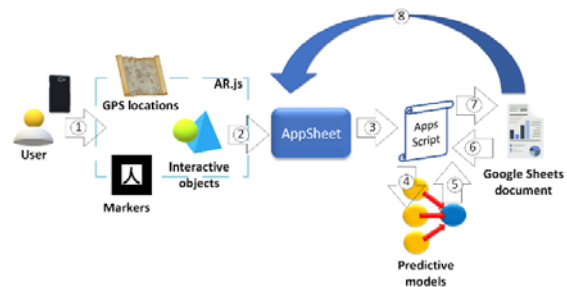 8
AR.js
GPS locations
1
User
Interactive
objects
Markers
2
AppSheet
3
Apps
Script
7
6
Google Sheets
document
4
5
Predictive
models
人